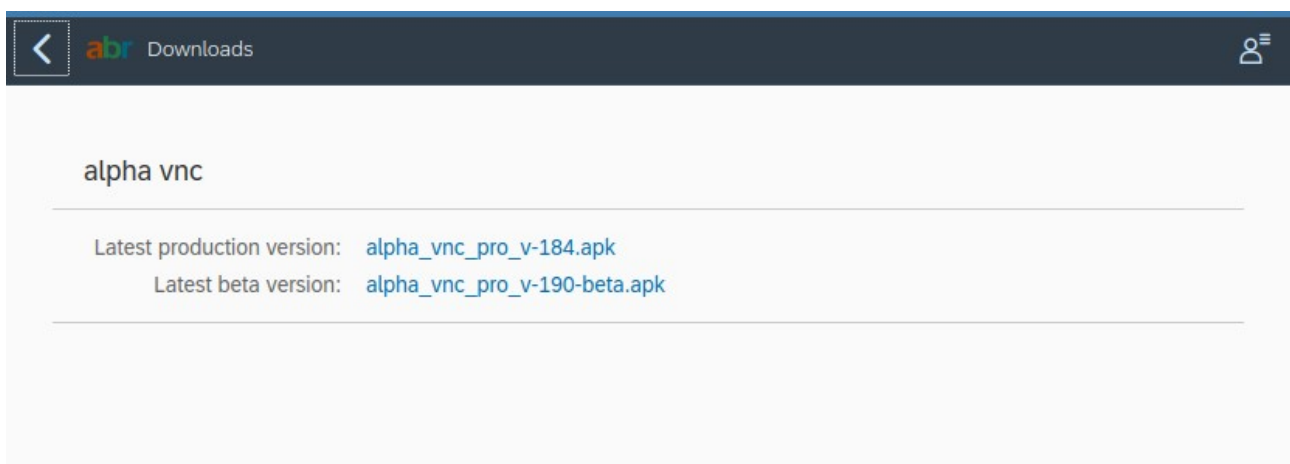 abr Downloads
alpha vnc
Latest production version: alpha_vnc_pro_v-184.apk
Latest beta version: alpha_vnc_pro_v-190-beta.apk